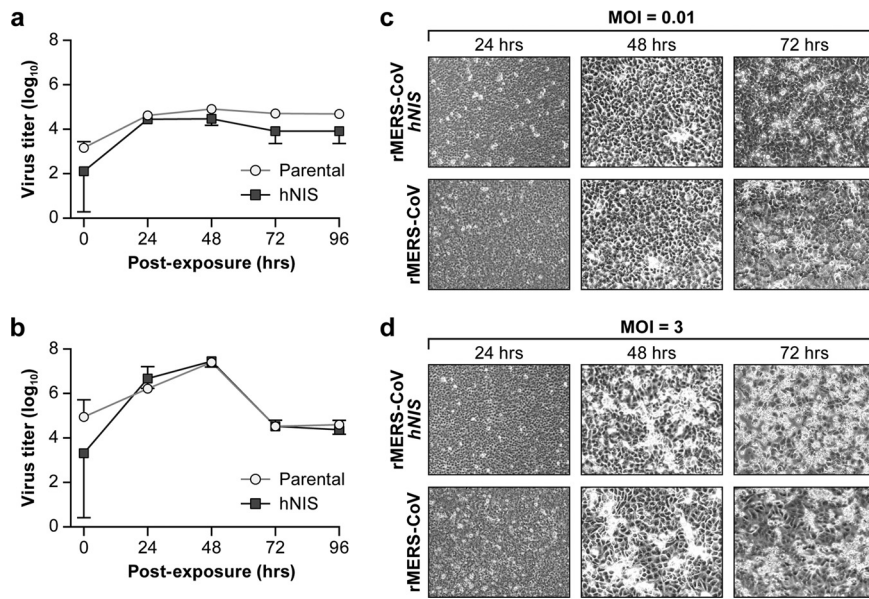 a
8
6
4
2
0
Virus titer (log₁₀)
Parental
hNIS
0 24 48 72 96
Post-exposure (hrs)
b
8
6
4
2
0
Virus titer (log₁₀)
Parental
hNIS
0 24 48 72 96
Post-exposure (hrs)
c
MOI = 0.01
24 hrs 48 hrs 72 hrs
rMERS-CoV
hNIS
rMERS-CoV
d
MOI = 3
24 hrs 48 hrs 72 hrs
rMERS-CoV
hNIS
rMERS-CoV